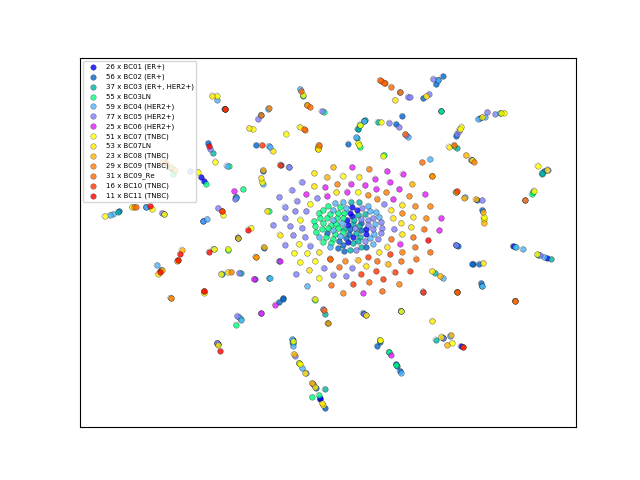 26 x BC01 (ER+)
56 x BC02 (ER+)
37 x BC03 (ER+, HER2+)
55 x BC03LN
59 x BC04 (HER2+)
77 x BC05 (HER2+)
25 x BC06 (HER2+)
51 x BC07 (TNBC)
53 x BC07LN
23 x BC08 (TNBC)
29 x BC09 (TNBC)
31 x BC09_Re
16 x BC10 (TNBC)
11 x BC11 (TNBC)